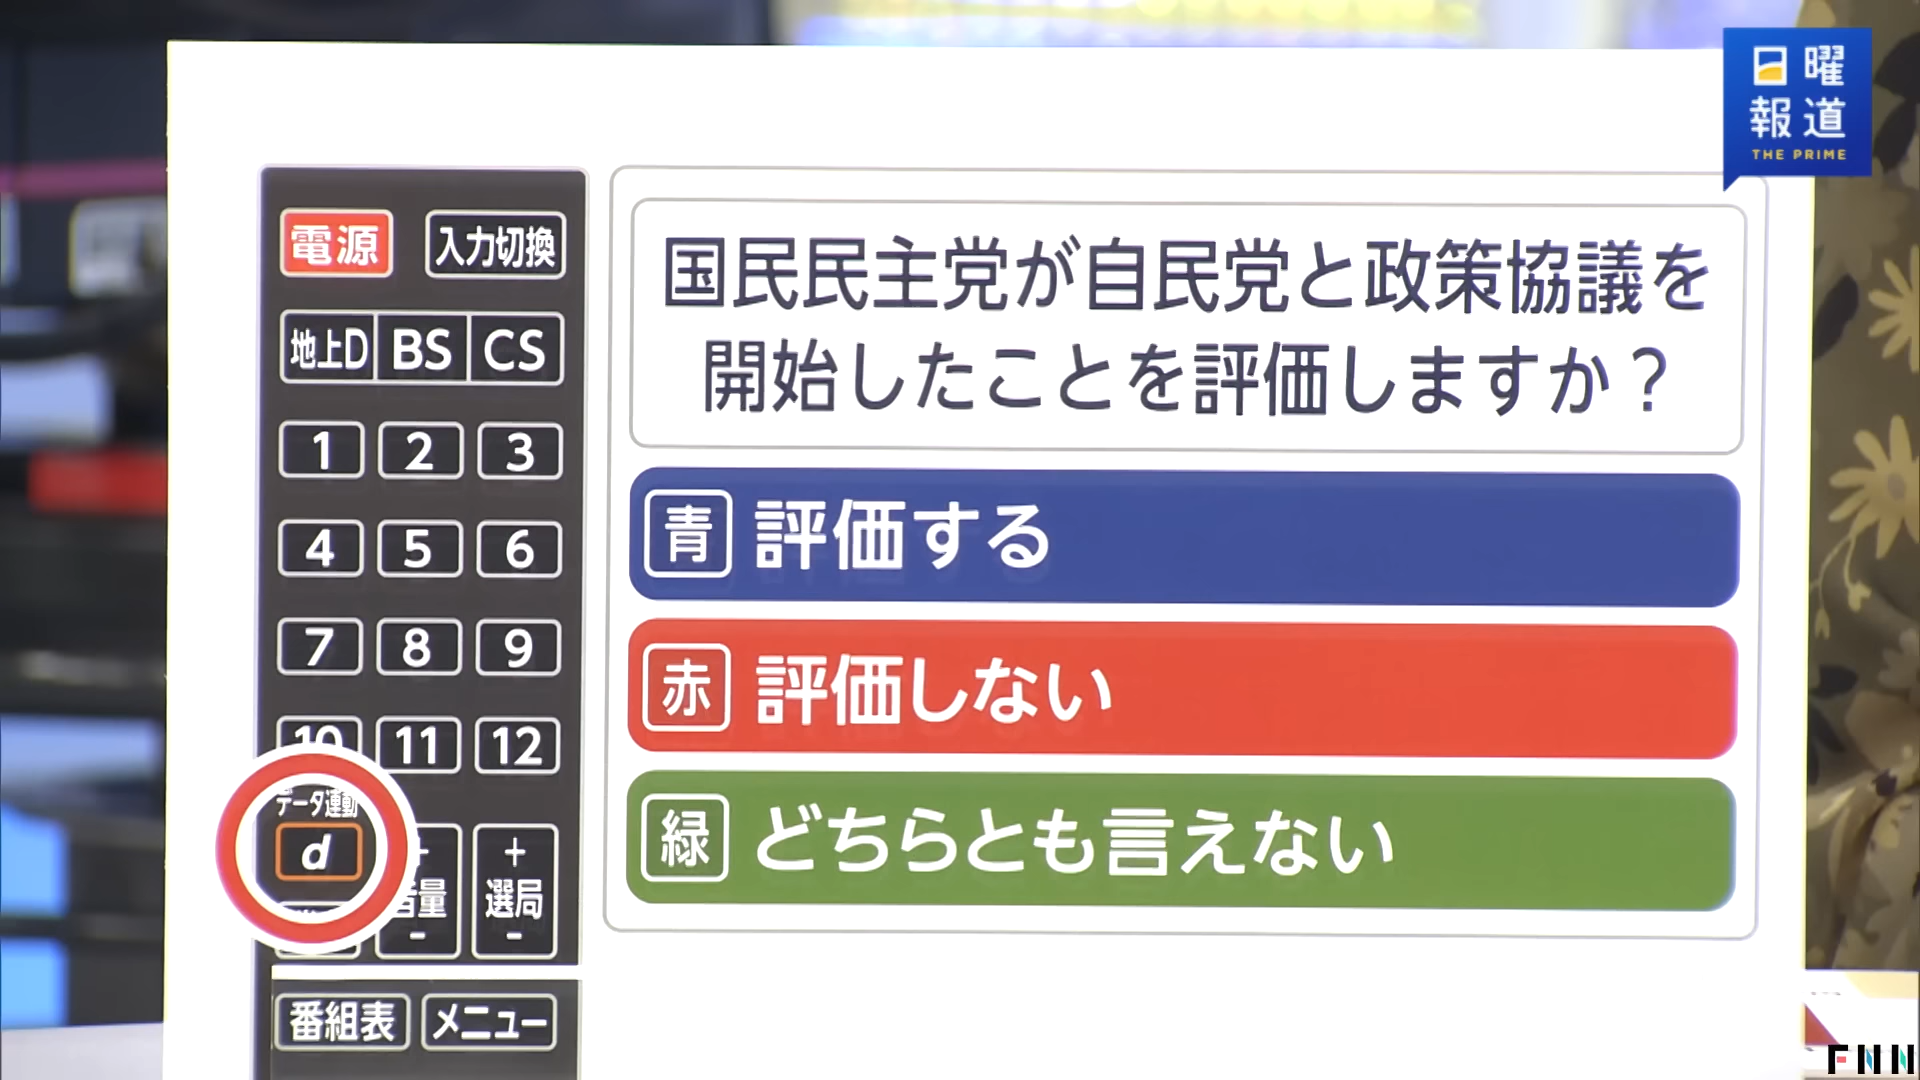 日曜
報道
THE PRIME
電源
入力切換
地上D BS CS
1 2 3
4 5 6
7 8 9
10 11 12
データ連動
d
+
音量
-
+
選局
-
番組表 メニュー
国民民主党が自民党と政策協議を
開始したことを評価しますか？
青 評価する
赤 評価しない
緑 どちらとも言えない
FNN